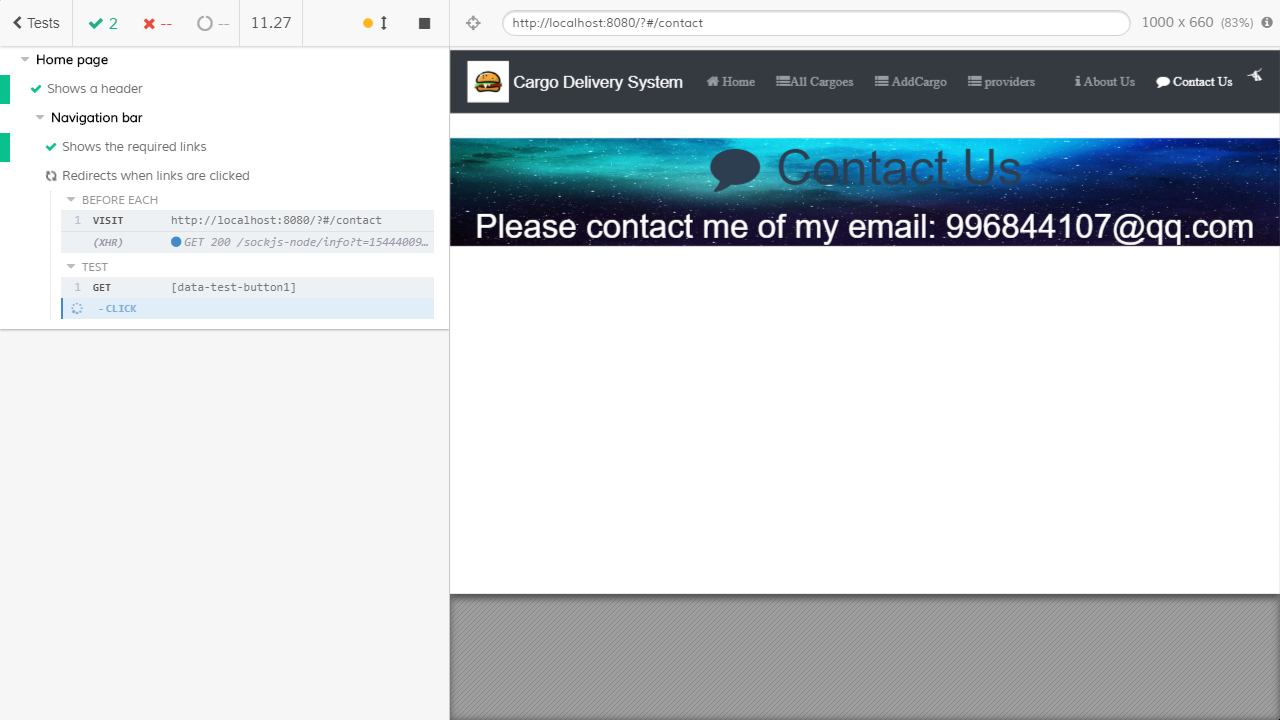 Tests 2 -- -- 11.27
Home page
Shows a header
Navigation bar
Shows the required links
Redirects when links are clicked
BEFORE EACH
1 VISIT http://localhost:8080/?#/contact
(XHR) GET 200 /sockjs-node/info?t=15444009…
TEST
1 GET [data-test-button1]
- CLICK
http://localhost:8080/?#/contact 1000 x 660 (83%)
Cargo Delivery System Home All Cargoes AddCargo providers About Us Contact Us
Contact Us
Please contact me of my email: 996844107@qq.com